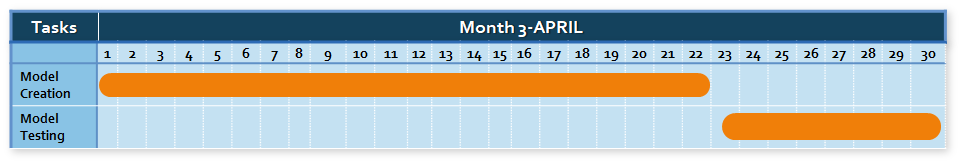 Tasks Month 3-APRIL
1 2 3 4 5 6 7 8 9 10 11 12 13 14 15 16 17 18 19 20 21 22 23 24 25 26 27 28 29 30
Model
Creation
Model
Testing